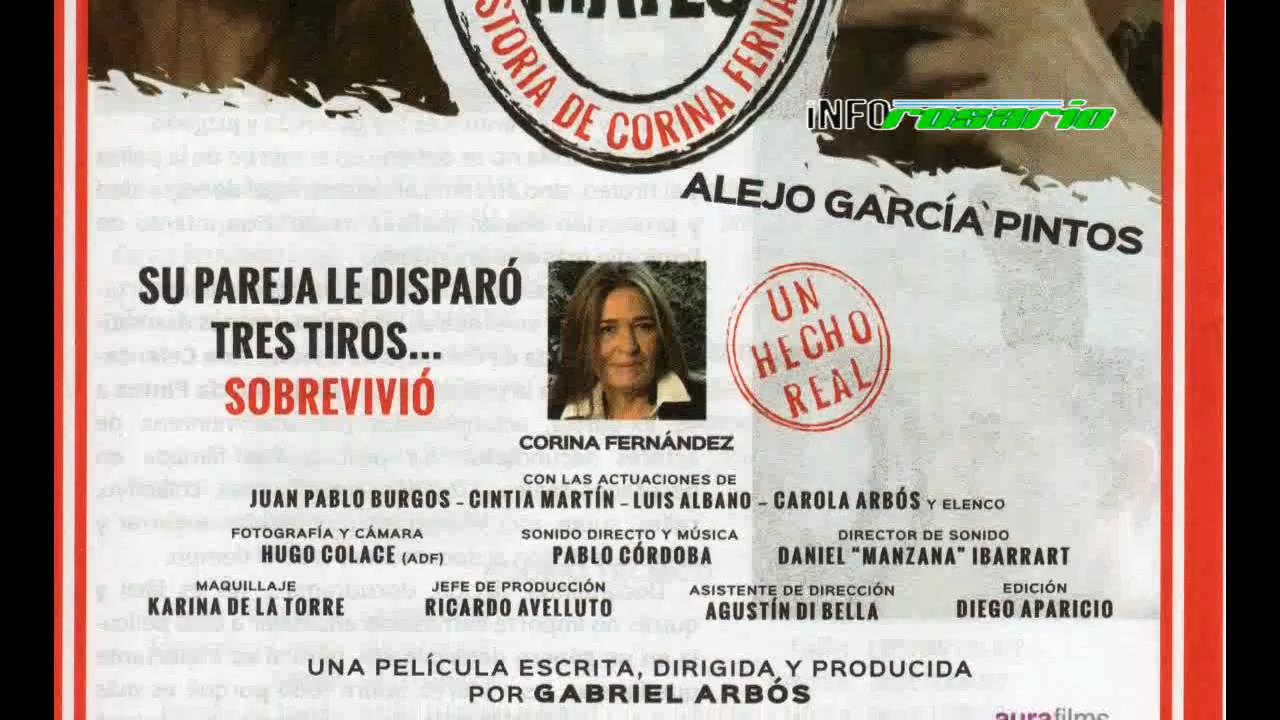 STORIA DE CORINA FERNÁ
iNFOrosario
ALEJO GARCÍA PINTOS
SU PAREJA LE DISPARÓ
TRES TIROS...
SOBREVIVIÓ
UN
HECHO
REAL
CORINA FERNÁNDEZ
CON LAS ACTUACIONES DE
JUAN PABLO BURGOS - CINTIA MARTÍN - LUIS ALBANO - CAROLA ARBÓS Y ELENCO
FOTOGRAFÍA Y CÁMARA
HUGO COLACE (ADF)
SONIDO DIRECTO Y MÚSICA
PABLO CÓRDOBA
DIRECTOR DE SONIDO
DANIEL "MANZANA" IBARRART
MAQUILLAJE
KARINA DE LA TORRE
JEFE DE PRODUCCIÓN
RICARDO AVELLUTO
ASISTENTE DE DIRECCIÓN
AGUSTÍN DI BELLA
EDICIÓN
DIEGO APARICIO
UNA PELÍCULA ESCRITA, DIRIGIDA Y PRODUCIDA
POR GABRIEL ARBÓS
aurafilms